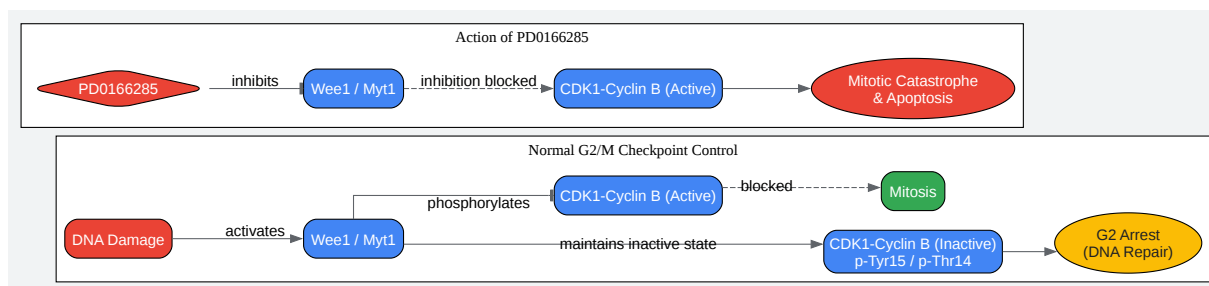 Action of PD0166285
PD0166285
inhibits
Wee1 / Myt1
inhibition blocked
CDK1-Cyclin B (Active)
Mitotic Catastrophe
& Apoptosis
Normal G2/M Checkpoint Control
DNA Damage
activates
Wee1 / Myt1
phosphorylates
CDK1-Cyclin B (Active)
blocked
Mitosis
maintains inactive state
CDK1-Cyclin B (Inactive)
p-Tyr15 / p-Thr14
G2 Arrest
(DNA Repair)